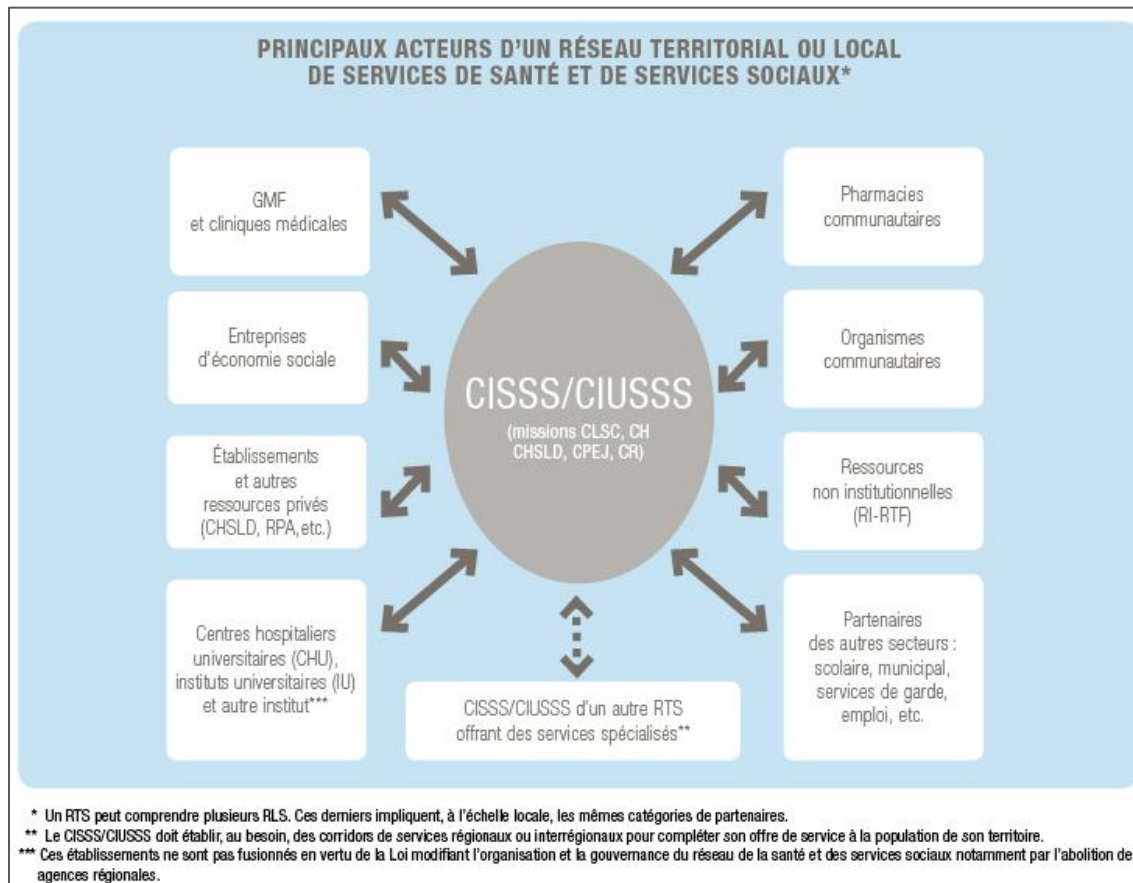 PRINCIPAUX ACTEURS D'UN RÉSEAU TERRITORIAL OU LOCAL
DE SERVICES DE SANTÉ ET DE SERVICES SOCIAUX*
GMF
et cliniques médicales
Entreprises
d'économie sociale
Établissements
et autres
ressources privés
(CHSLD, RPA, etc.)
Centres hospitaliers
universitaires (CHU),
instituts universitaires (IU)
et autre institut***
CISSS/CIUSSS
(missions CLSC, CH
CHSLD, CPEJ, CR)
CISSS/CIUSSS d'un autre RTS
offrant des services spécialisés**
Pharmacies
communautaires
Organismes
communautaires
Ressources
non institutionnelles
(RI-RTF)
Partenaires
des autres secteurs :
scolaire, municipal,
services de garde,
emploi, etc.
* Un RTS peut comprendre plusieurs RLS. Ces derniers impliquent, à l'échelle locale, les mêmes catégories de partenaires.
** Le CISSS/CIUSSS doit établir, au besoin, des corridors de services régionaux ou interrégionaux pour compléter son offre de service à la population de son territoire.
*** Ces établissements ne sont pas fusionnés en vertu de la Loi modifiant l'organisation et la gouvernance du réseau de la santé et des services sociaux notamment par l'abolition de
agences régionales.